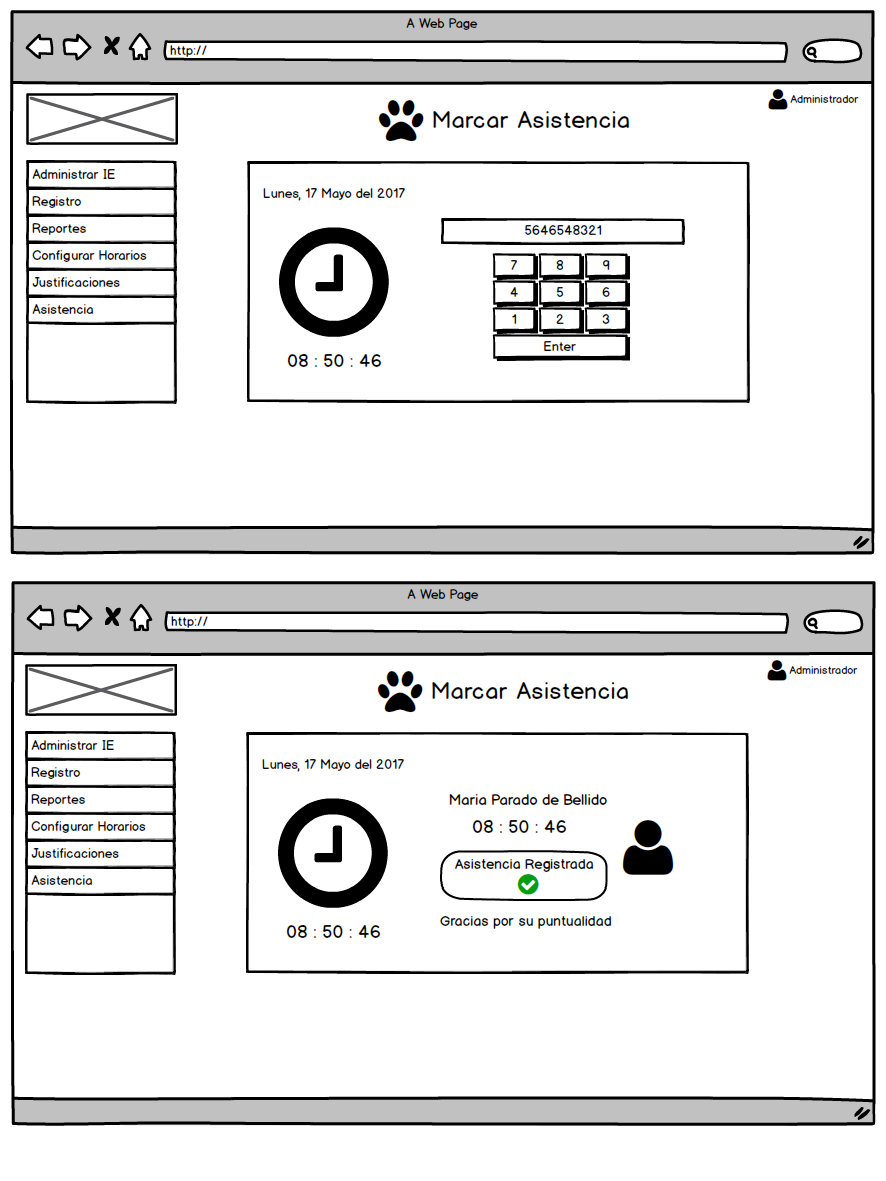 A Web Page
http://
Administrador
Marcar Asistencia
Administrar IE
Registro
Reportes
Configurar Horarios
Justificaciones
Asistencia
Lunes, 17 Mayo del 2017
08 : 50 : 46
5646548321
7 8 9
4 5 6
1 2 3
Enter
A Web Page
http://
Administrador
Marcar Asistencia
Administrar IE
Registro
Reportes
Configurar Horarios
Justificaciones
Asistencia
Lunes, 17 Mayo del 2017
08 : 50 : 46
Maria Parado de Bellido
08 : 50 : 46
Asistencia Registrada
Gracias por su puntualidad